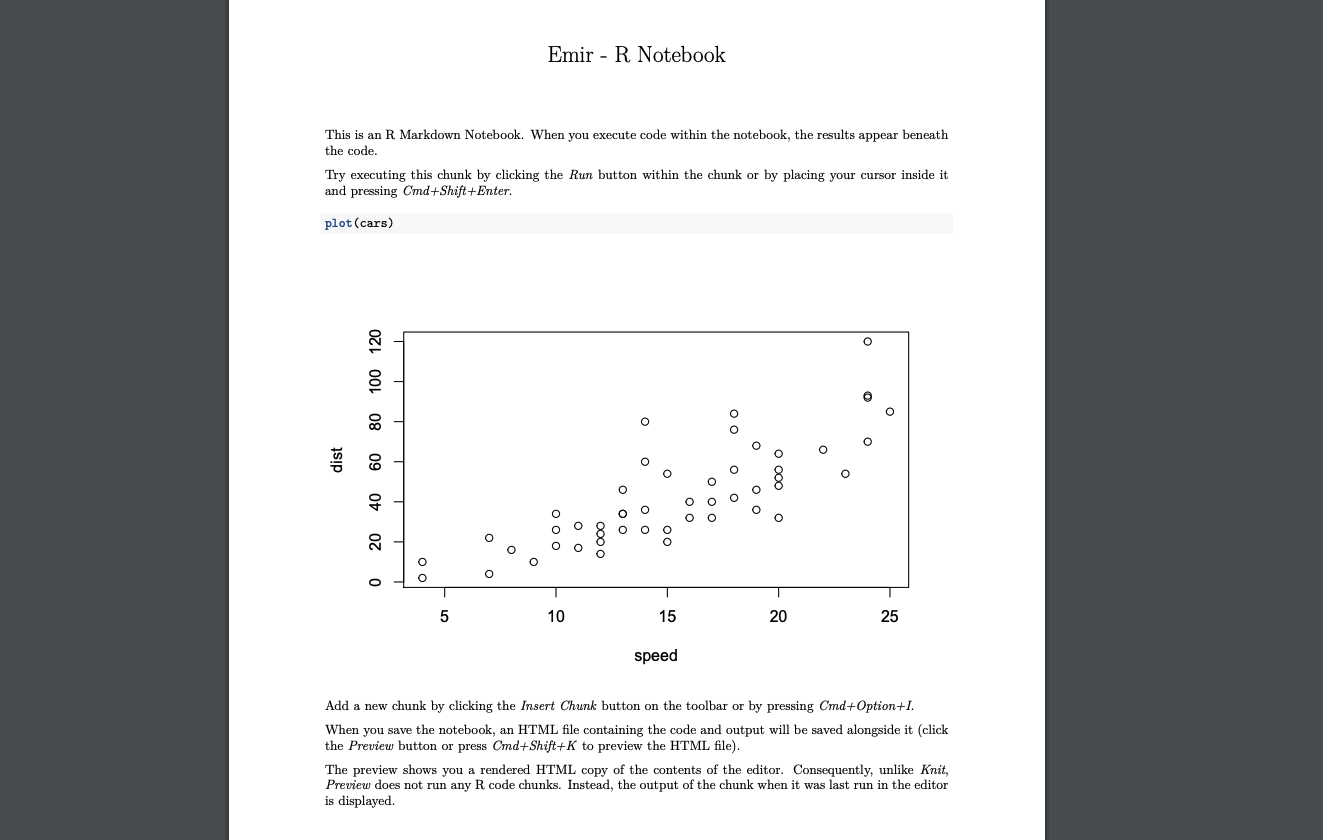 Emir - R Notebook
This is an R Markdown Notebook. When you execute code within the notebook, the results appear beneath
the code.
Try executing this chunk by clicking the Run button within the chunk or by placing your cursor inside it
and pressing Cmd+Shift+Enter.
plot(cars)
120
100
80
60
40
20
0
dist
5 10 15 20 25
speed
Add a new chunk by clicking the Insert Chunk button on the toolbar or by pressing Cmd+Option+I.
When you save the notebook, an HTML file containing the code and output will be saved alongside it (click
the Preview button or press Cmd+Shift+K to preview the HTML file).
The preview shows you a rendered HTML copy of the contents of the editor. Consequently, unlike Knit,
Preview does not run any R code chunks. Instead, the output of the chunk when it was last run in the editor
is displayed.